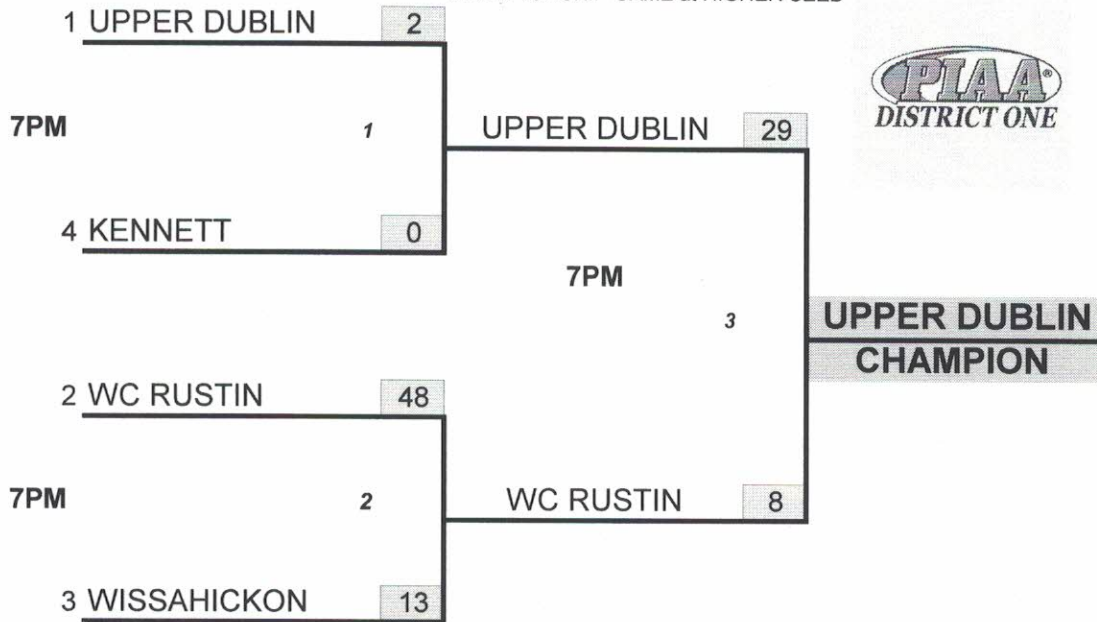 1 UPPER DUBLIN 2
7PM 1
4 KENNETT 0
UPPER DUBLIN 29
7PM
3
2 WC RUSTIN 48
7PM 2
3 WISSAHICKON 13
WC RUSTIN 8
UPPER DUBLIN
CHAMPION
PIAA®
DISTRICT ONE